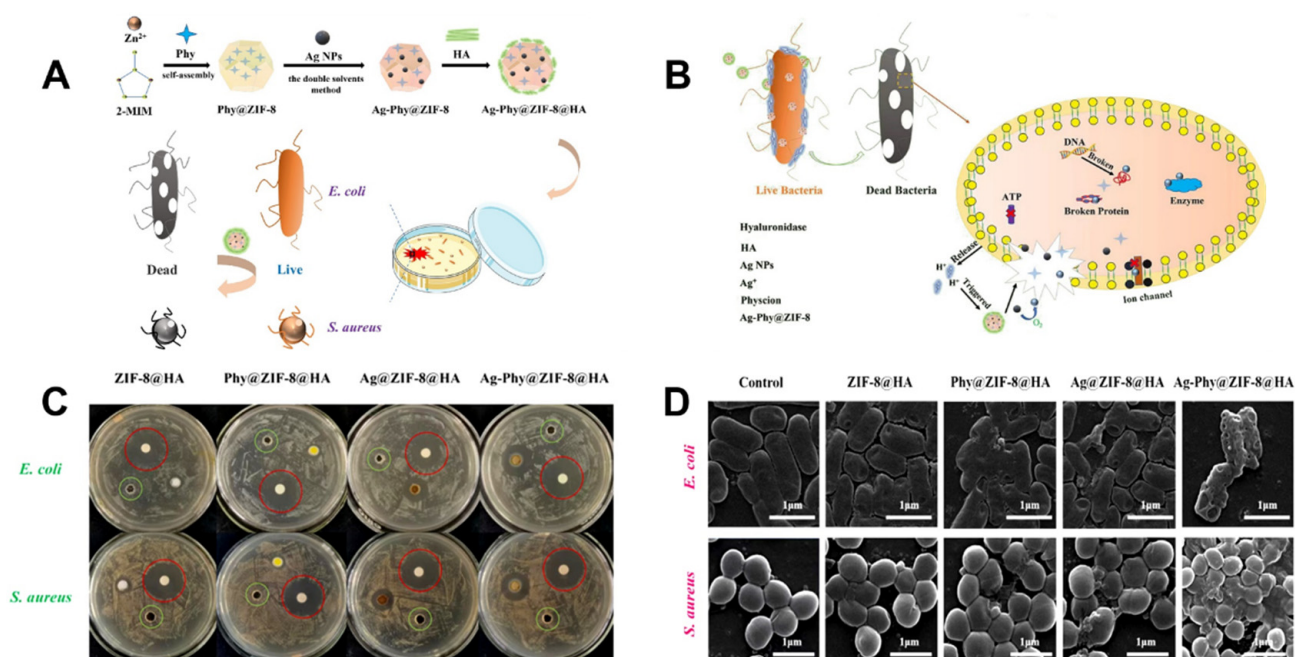 A
Zn²⁺
2-MIM
Phy
self-assembly
Phy@ZIF-8
Ag NPs
the double solvents
method
Ag-Phy@ZIF-8
HA
Ag-Phy@ZIF-8@HA
E. coli
Dead
Live
S. aureus
B
Live Bacteria
Dead Bacteria
Hyaluronidase
HA
Ag NPs
Ag⁺
Physcion
Ag-Phy@ZIF-8
DNA
Broken
Broken Protein
Enzyme
ATP
Release
H⁺
H⁺
Triggered
O₂
Ion channel
C
ZIF-8@HA
Phy@ZIF-8@HA
Ag@ZIF-8@HA
Ag-Phy@ZIF-8@HA
E. coli
S. aureus
D
Control
ZIF-8@HA
Phy@ZIF-8@HA
Ag@ZIF-8@HA
Ag-Phy@ZIF-8@HA
E. coli
1μm
1μm
1μm
1μm
1μm
S. aureus
1μm
1μm
1μm
1μm
1μm